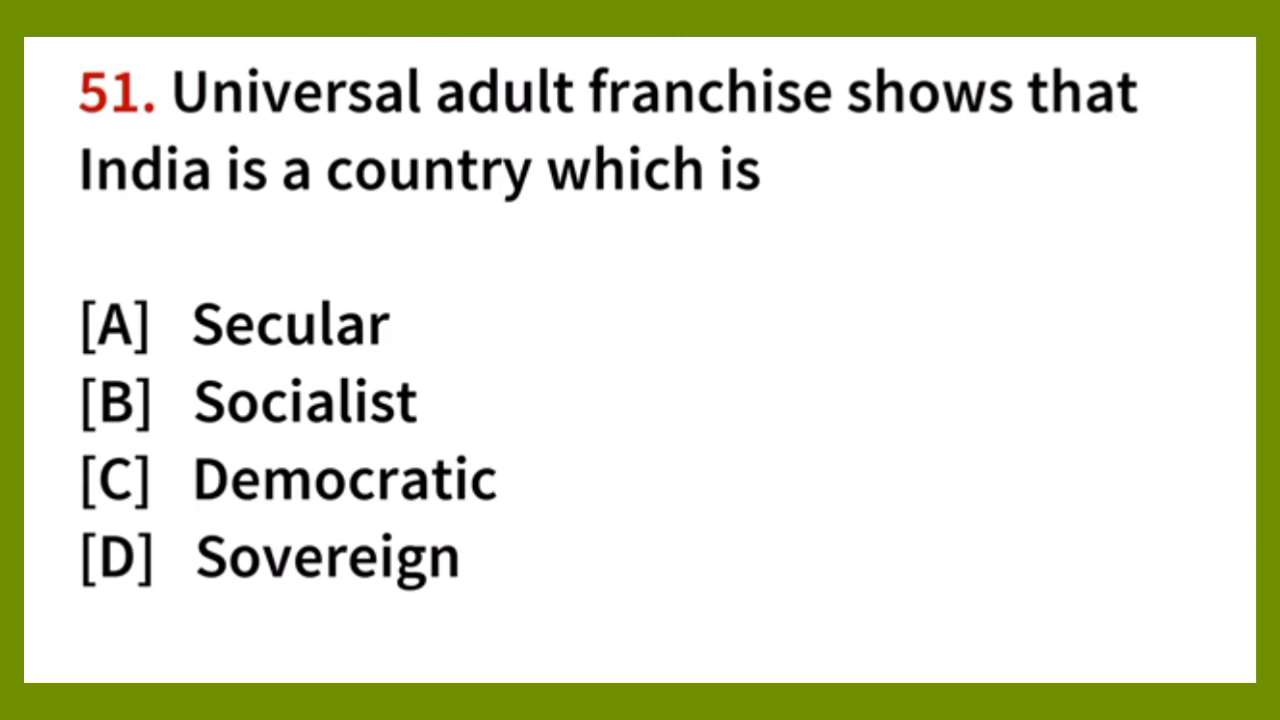 51. Universal adult franchise shows that
India is a country which is
[A] Secular
[B] Socialist
[C] Democratic
[D] Sovereign